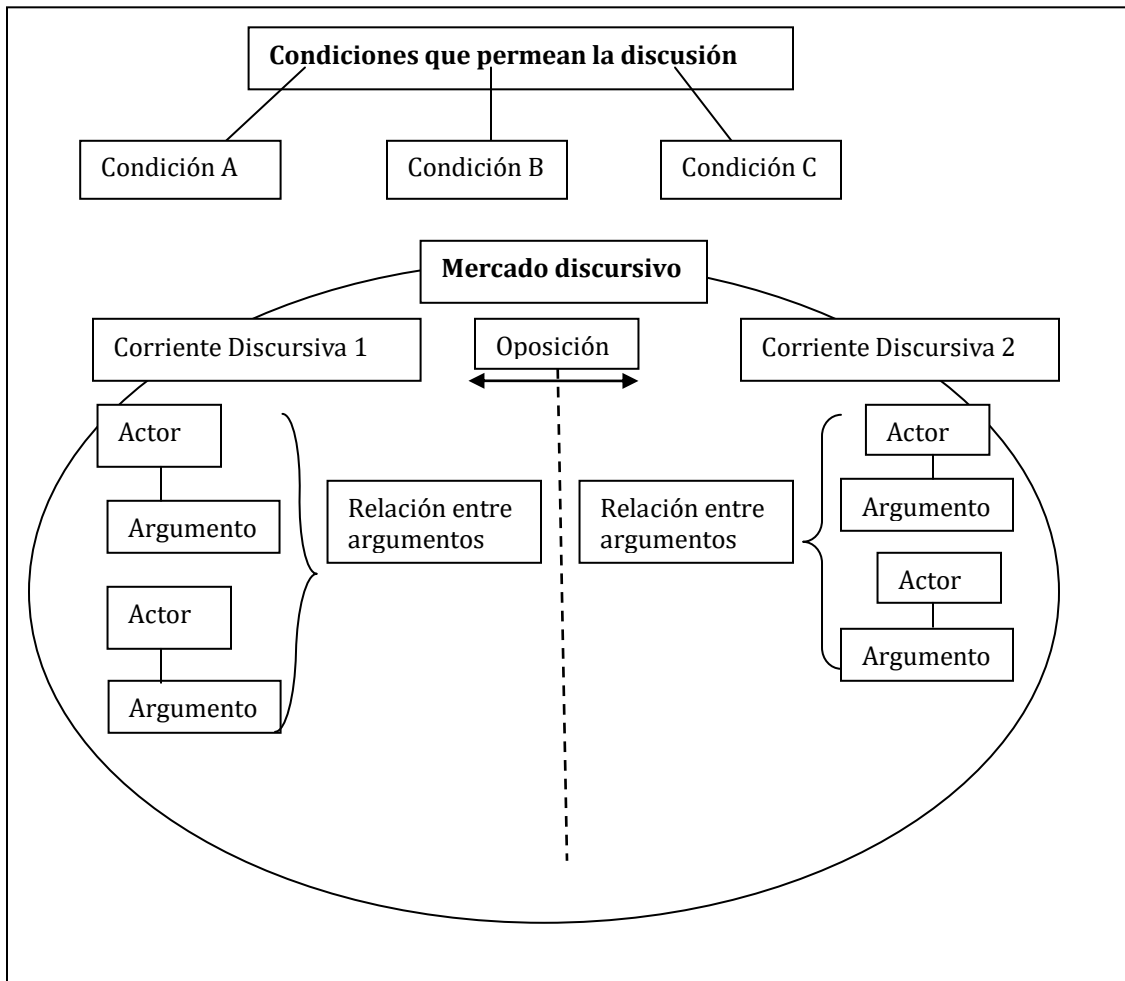 Condiciones que permean la discusión
Condición A
Condición B
Condición C
Mercado discursivo
Corriente Discursiva 1
Oposición
Corriente Discursiva 2
Actor
Argumento
Actor
Argumento
Relación entre
argumentos
Relación entre
argumentos
Actor
Argumento
Actor
Argumento